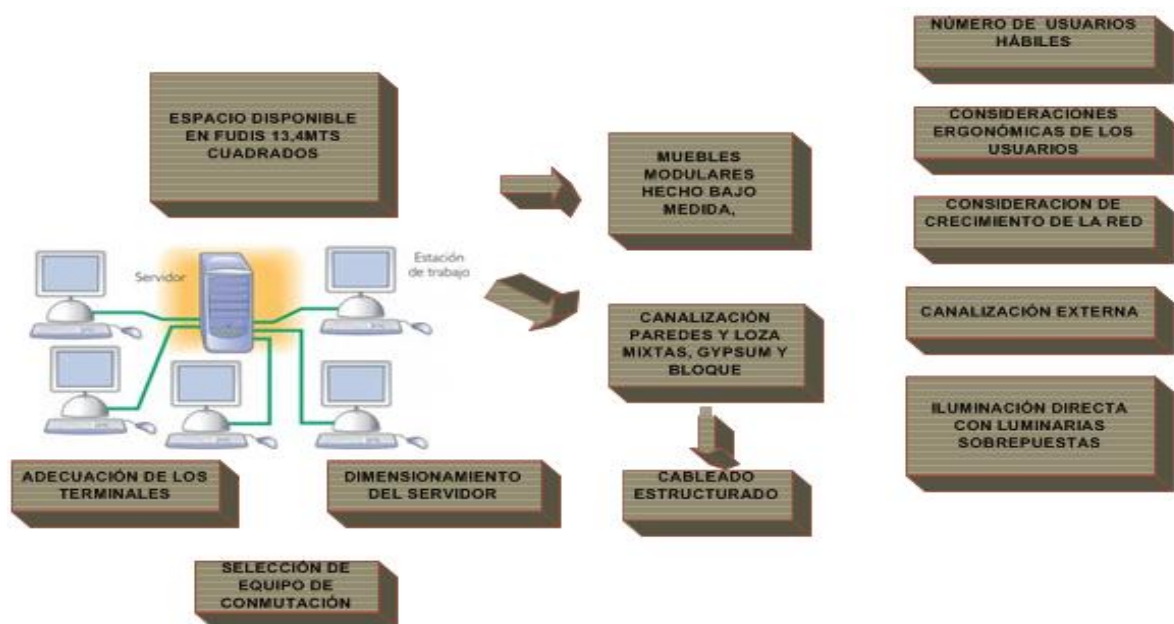 ESPACIO DISPONIBLE
EN FUDIS 13,4MTS
CUADRADOS
Servidor
Estación
de trabajo
ADECUACIÓN DE LOS
TERMINALES
DIMENSIONAMIENTO
DEL SERVIDOR
SELECCIÓN DE
EQUIPO DE
CONMUTACIÓN
MUEBLES
MODULARES
HECHO BAJO
MEDIDA,
CANALIZACIÓN
PAREDES Y LOZA
MIXTAS, GYPSUM Y
BLOQUE
CABLEADO
ESTRUCTURADO
NÚMERO DE USUARIOS
HÁBILES
CONSIDERACIONES
ERGONÓMICAS DE LOS
USUARIOS
CONSIDERACION DE
CRECIMIENTO DE LA RED
CANALIZACIÓN EXTERNA
ILUMINACIÓN DIRECTA
CON LUMINARIAS
SOBREPUESTAS